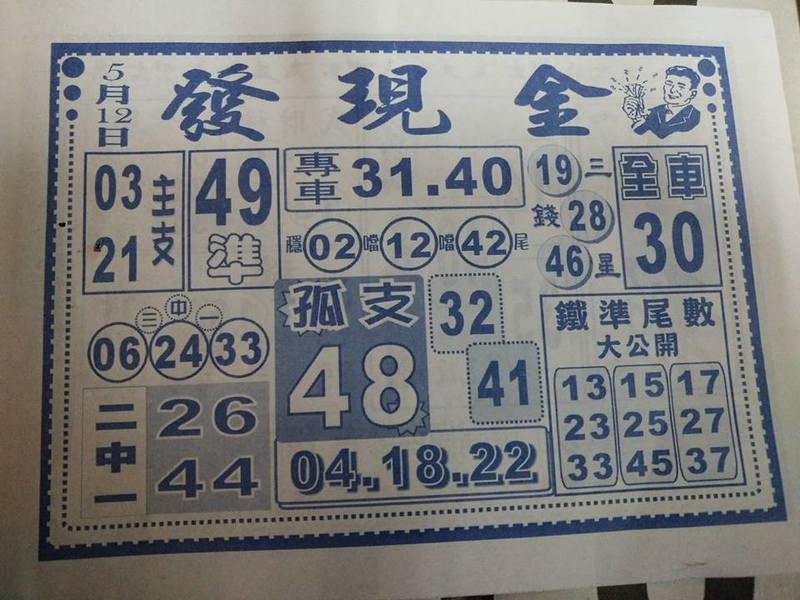 5月12日
發現金
03
21
主支
49
準
專車 31.40
穩 02 噹 12 噹 42 尾
19 三
錢 28
46 星
全車
30
三中一
06 24 33
孤支
48
32
41
二中一
26
44
04.18.22
鐵準尾數
大公開
13 15 17
23 25 27
33 45 37